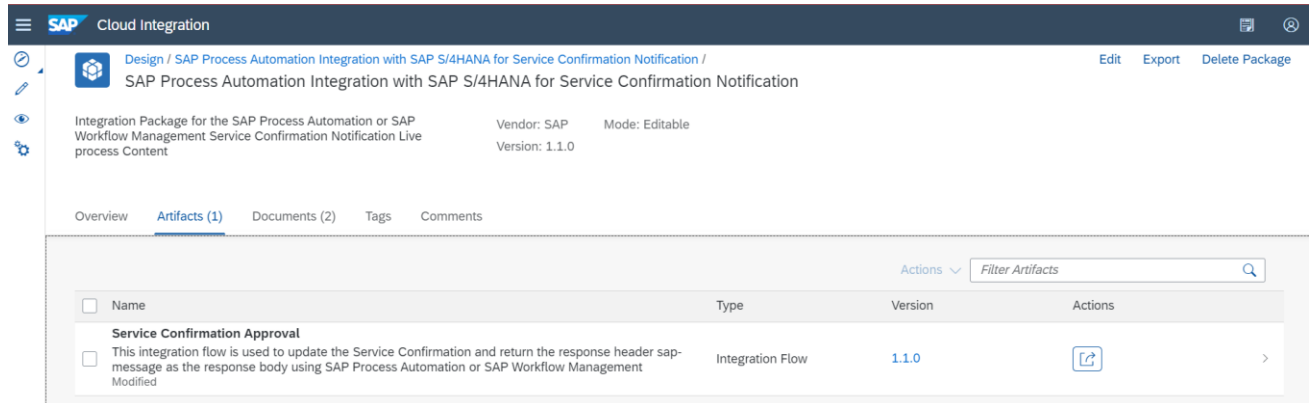 SAP Cloud Integration
Design / SAP Process Automation Integration with SAP S/4HANA for Service Confirmation Notification /
Edit Export Delete Package
SAP Process Automation Integration with SAP S/4HANA for Service Confirmation Notification
Integration Package for the SAP Process Automation or SAP
Workflow Management Service Confirmation Notification Live
process Content
Vendor: SAP Mode: Editable
Version: 1.1.0
Overview Artifacts (1) Documents (2) Tags Comments
Actions Filter Artifacts
Name Type Version Actions
Service Confirmation Approval
This integration flow is used to update the Service Confirmation and return the response header sap-
message as the response body using SAP Process Automation or SAP Workflow Management
Modified
Integration Flow 1.1.0